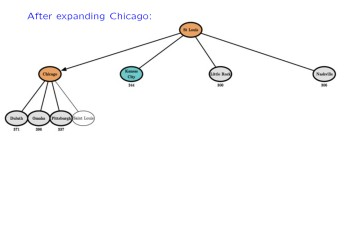 After expanding Chicago:
St Louis
Chicago
Kansas City
Little Rock
Nashville
Duluth
Omaha
Pittsburgh
Saint Louis